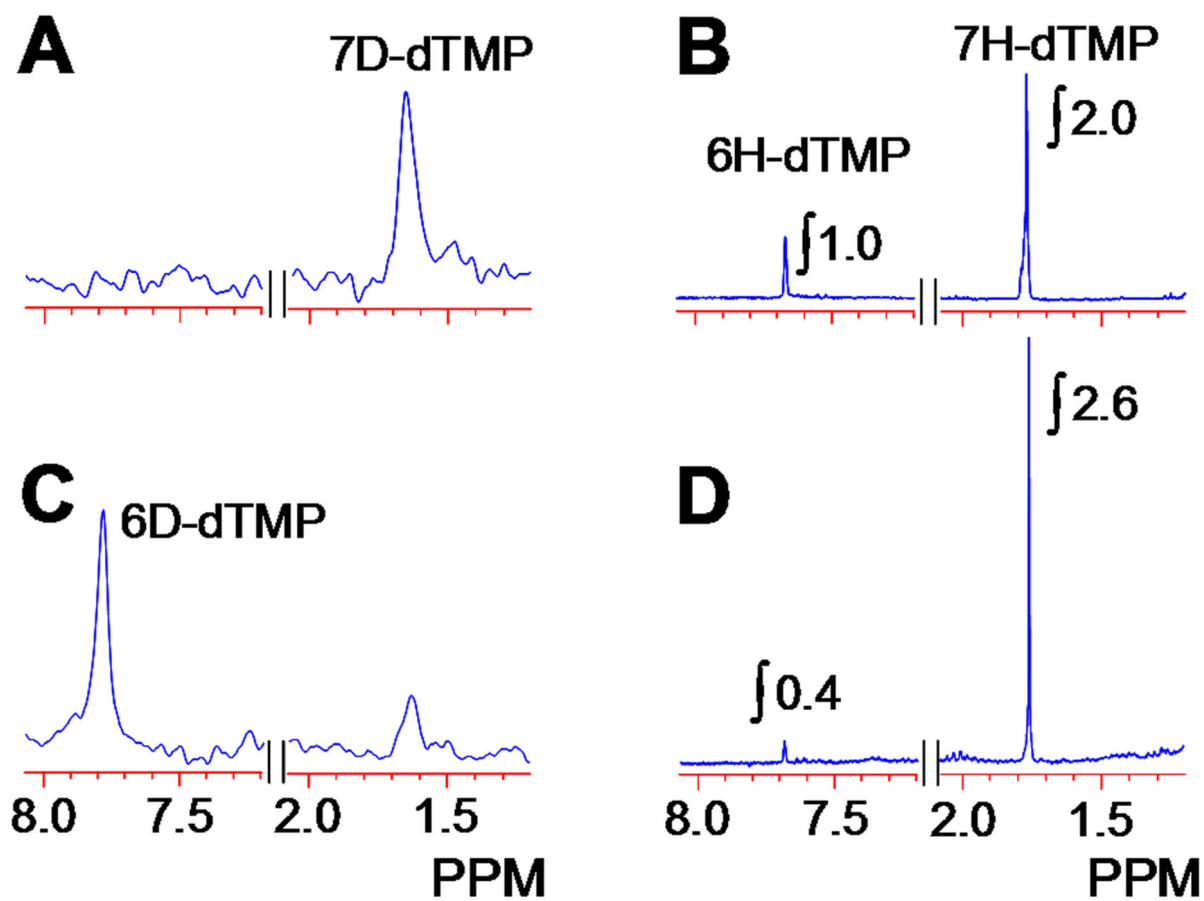 A
7D-dTMP
B
7H-dTMP
∫2.0
6H-dTMP
∫1.0
C
6D-dTMP
D
∫2.6
∫0.4
8.0 7.5 2.0 1.5
PPM
8.0 7.5 2.0 1.5
PPM